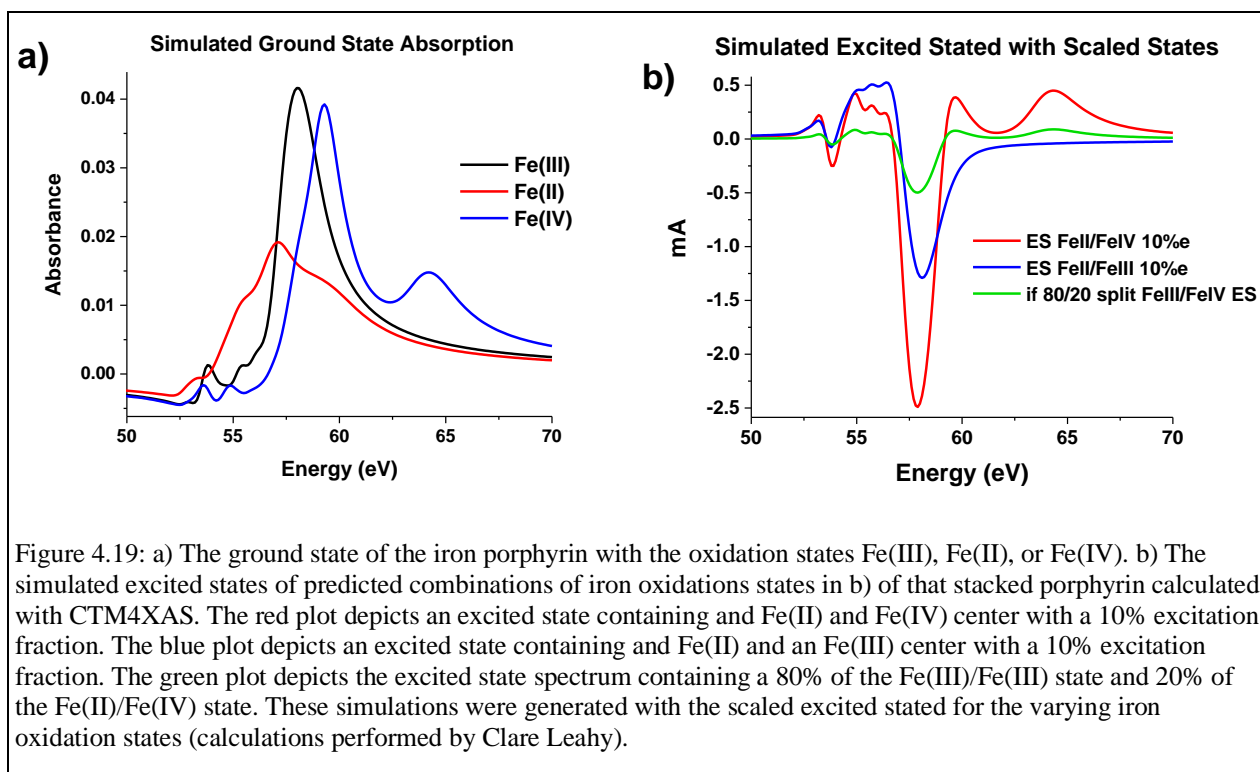 a)
Simulated Ground State Absorption
Absorbance
0.04
0.03
0.02
0.01
0.00
Fe(III)
Fe(II)
Fe(IV)
50
55
60
65
70
Energy (eV)
b)
Simulated Excited Stated with Scaled States
mA
0.5
0.0
-0.5
-1.0
-1.5
-2.0
-2.5
ES FeII/FeIV 10%e
ES FeII/FeIII 10%e
if 80/20 split FeIII/FeIV ES
50
55
60
65
70
Energy (eV)
Figure 4.19: a) The ground state of the iron porphyrin with the oxidation states Fe(III), Fe(II), or Fe(IV). b) The
simulated excited states of predicted combinations of iron oxidations states in b) of that stacked porphyrin calculated
with CTM4XAS. The red plot depicts an excited state containing and Fe(II) and Fe(IV) center with a 10% excitation
fraction. The blue plot depicts an excited state containing and Fe(II) and an Fe(III) center with a 10% excitation
fraction. The green plot depicts the excited state spectrum containing a 80% of the Fe(III)/Fe(III) state and 20% of
the Fe(II)/Fe(IV) state. These simulations were generated with the scaled excited stated for the varying iron
oxidation states (calculations performed by Clare Leahy).